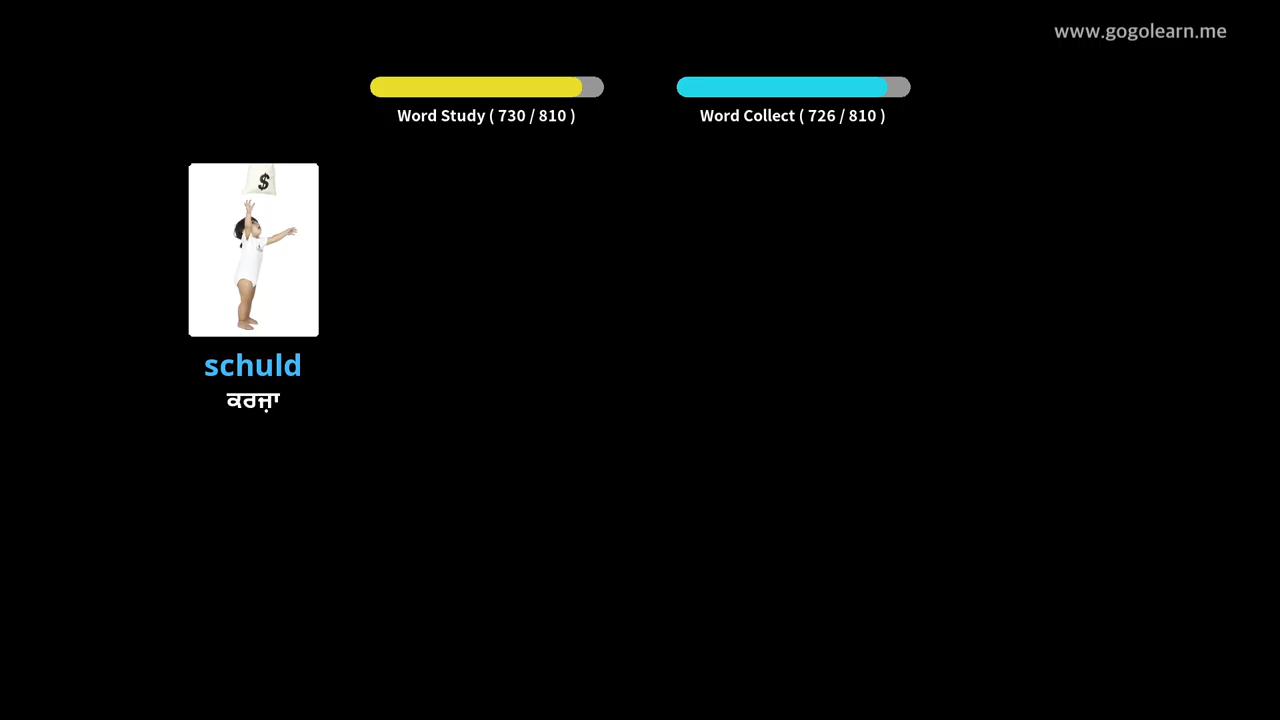 www.gogolearn.me
Word Study ( 730 / 810 )
Word Collect ( 726 / 810 )
$
schuld
ਕਰਜ਼ਾ